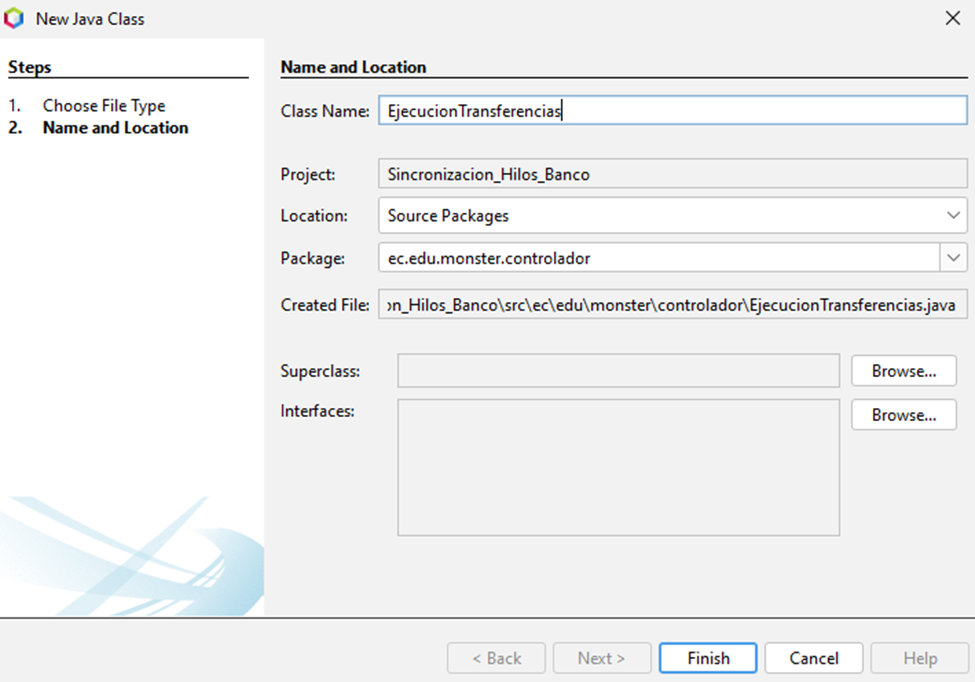 New Java Class
Steps
1. Choose File Type
2. Name and Location
Name and Location
Class Name: EjecucionTransferencias
Project: Sincronizacion_Hilos_Banco
Location: Source Packages
Package: ec.edu.monster.controlador
Created File: on_Hilos_Banco\src\ec\edu\monster\controlador\EjecucionTransferencias.java
Superclass: Browse...
Interfaces: Browse...
< Back Next > Finish Cancel Help